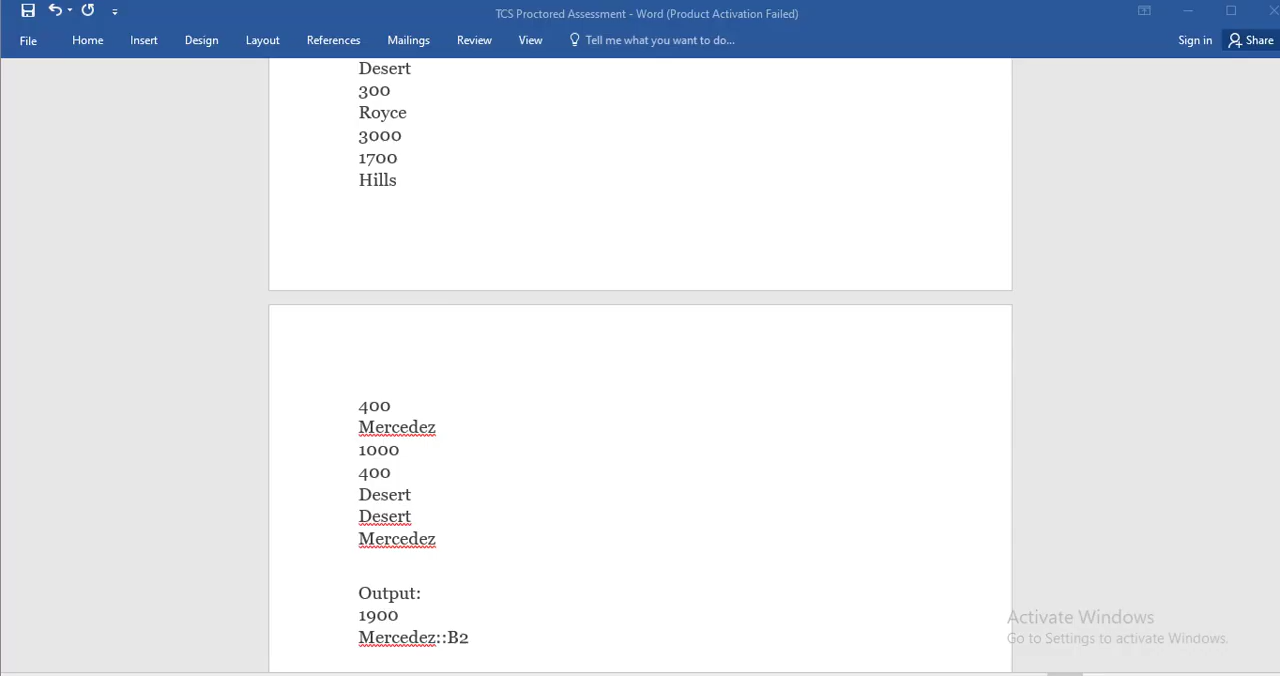 TCS Proctored Assessment - Word (Product Activation Failed)
File Home Insert Design Layout References Mailings Review View Tell me what you want to do... Sign in Share
Desert
300
Royce
3000
1700
Hills
400
Mercedez
1000
400
Desert
Desert
Mercedez
Output:
1900
Mercedez::B2
Activate Windows
Go to Settings to activate Windows.